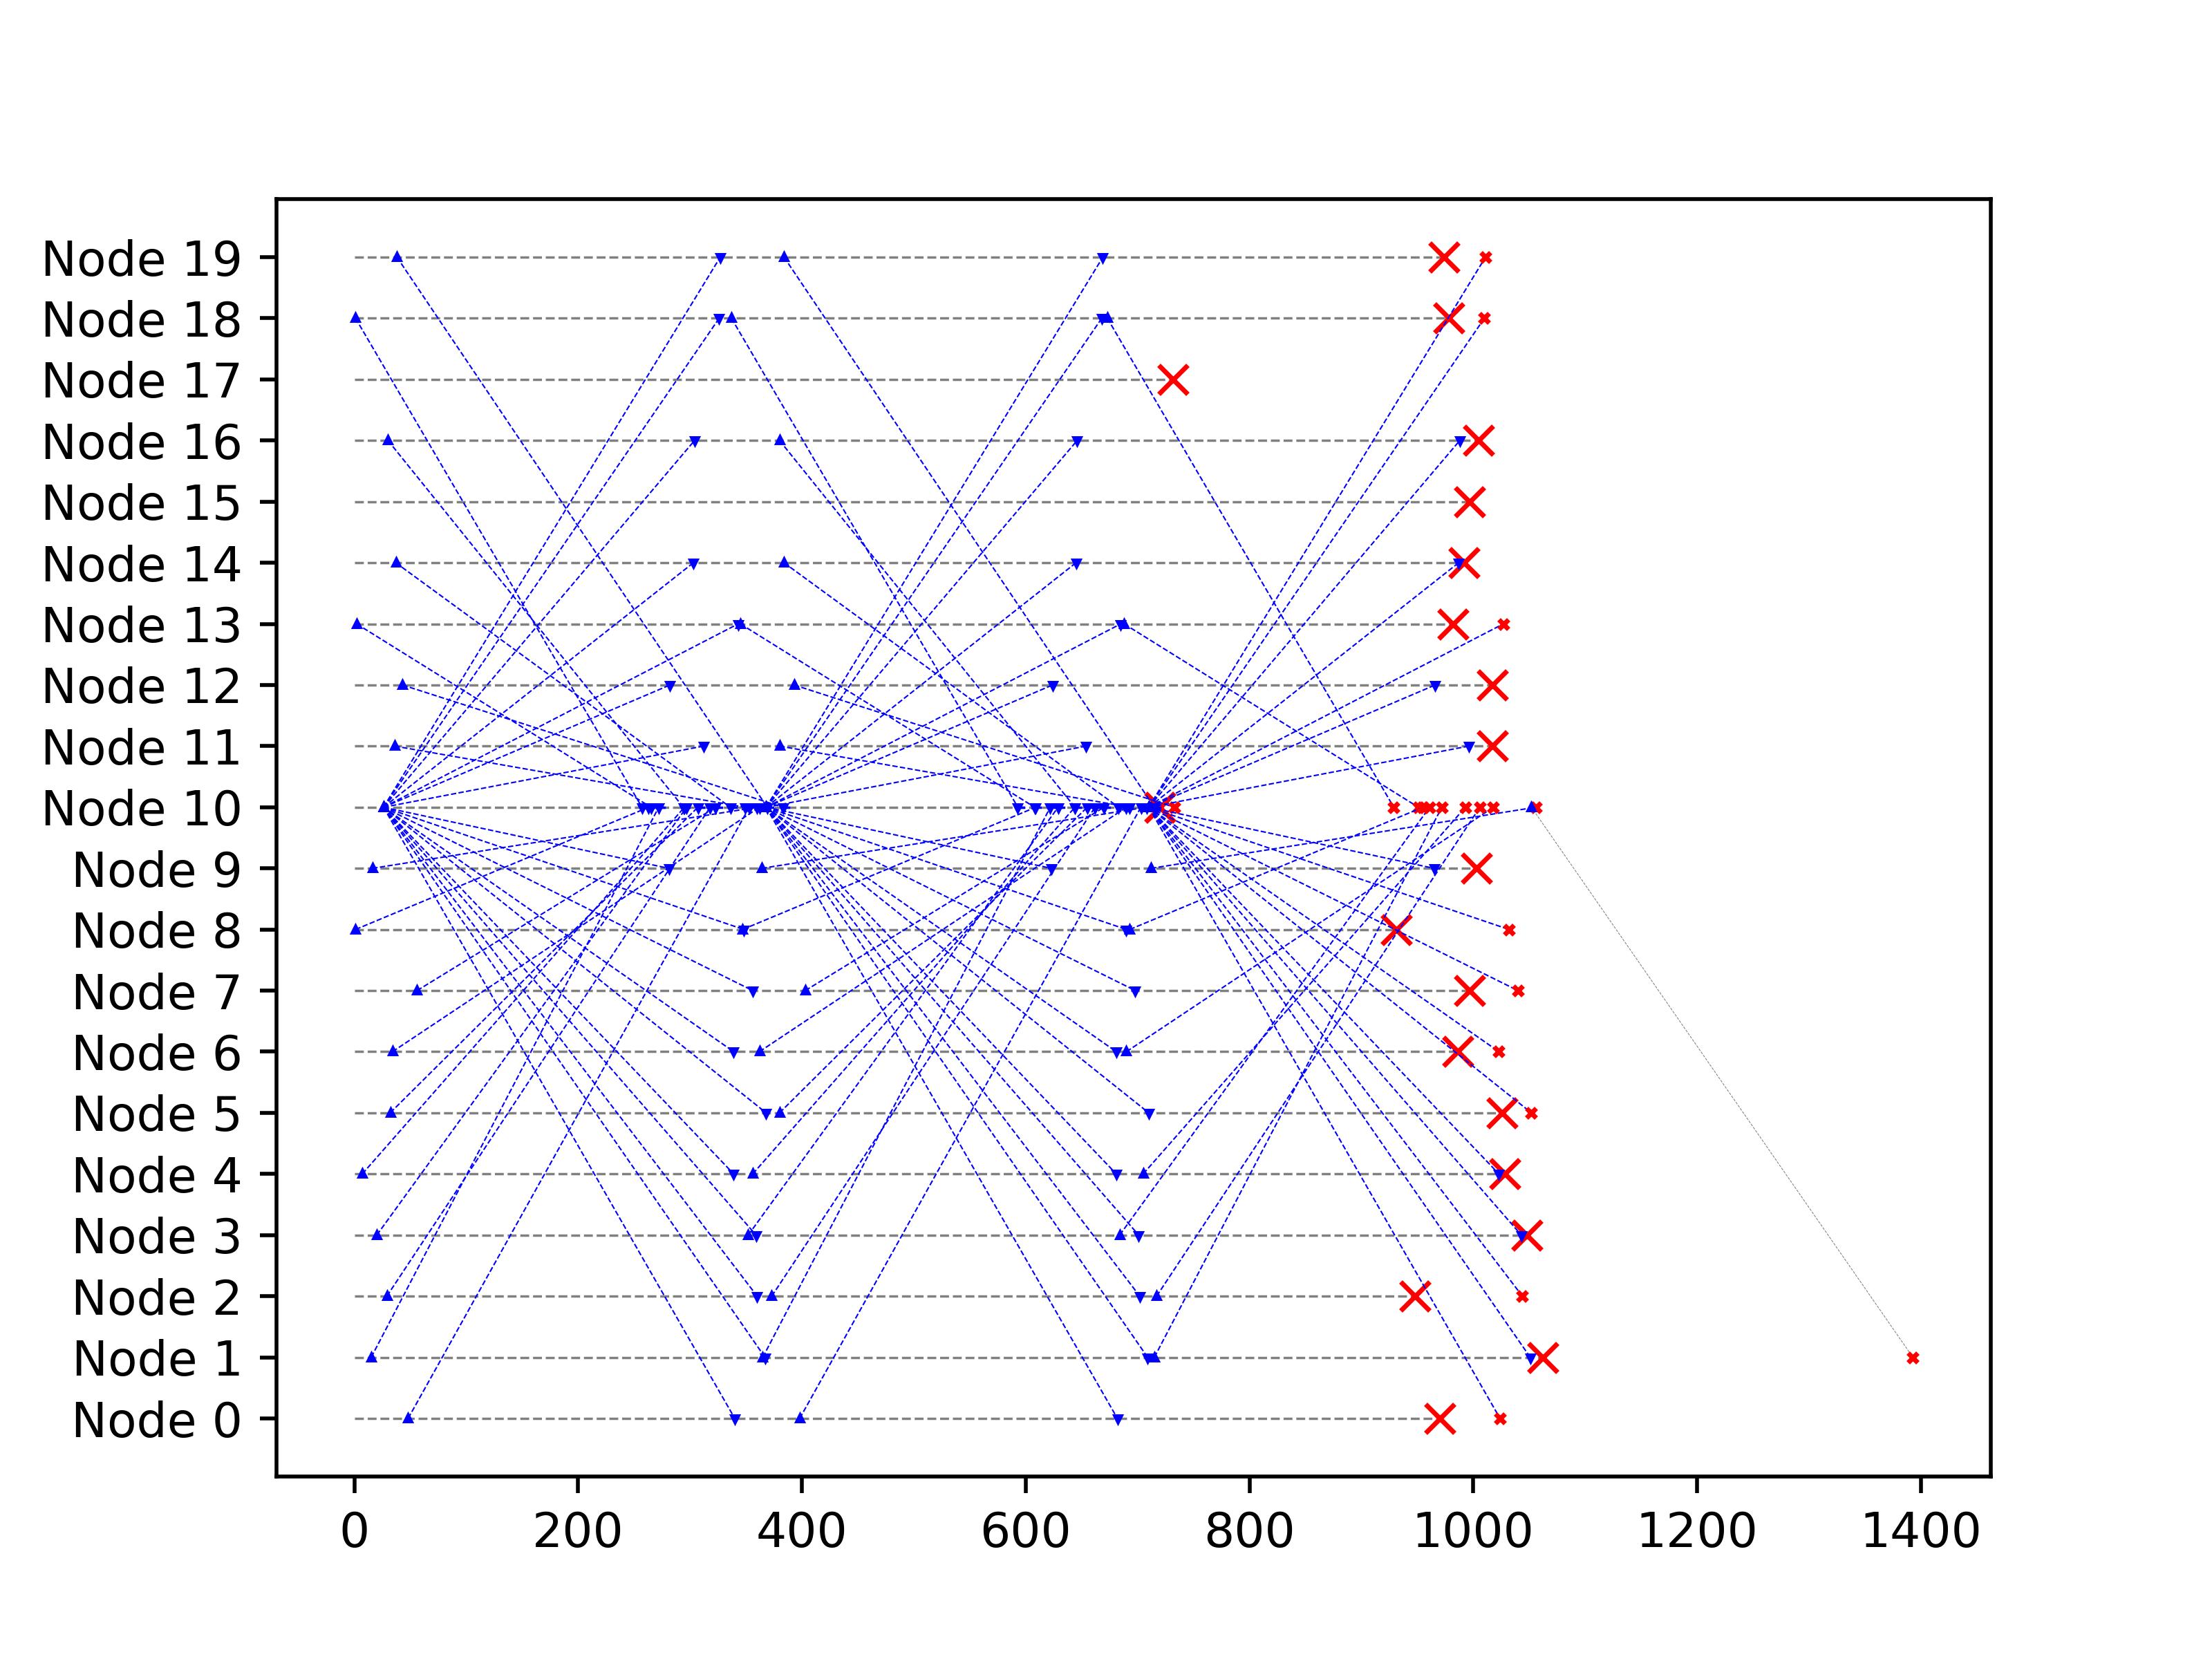 Node 19
Node 18
Node 17
Node 16
Node 15
Node 14
Node 13
Node 12
Node 11
Node 10
Node 9
Node 8
Node 7
Node 6
Node 5
Node 4
Node 3
Node 2
Node 1
Node 0
0 200 400 600 800 1000 1200 1400